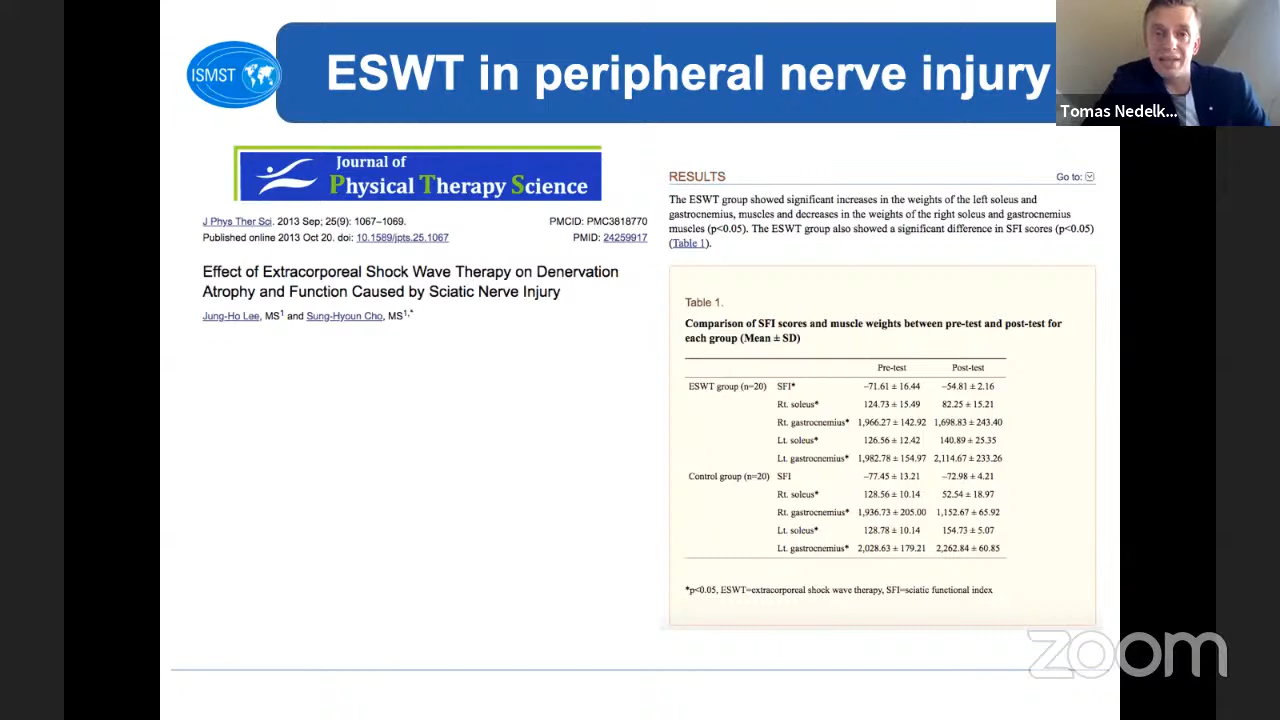 ISMST
ESWT in peripheral nerve injury
Tomas Nedelk...
Journal of
Physical Therapy Science
J Phys Ther Sci. 2013 Sep; 25(9): 1067–1069.
PMCID: PMC3818770
Published online 2013 Oct 20. doi: 10.1589/jpts.25.1067
PMID: 24259917
Effect of Extracorporeal Shock Wave Therapy on Denervation
Atrophy and Function Caused by Sciatic Nerve Injury
Jung-Ho Lee, MS1 and Sung-Hyoun Cho, MS1,*
RESULTS
Go to:
The ESWT group showed significant increases in the weights of the left soleus and
gastrocnemius, muscles and decreases in the weights of the right soleus and gastrocnemius
muscles (p<0.05). The ESWT group also showed a significant difference in SFI scores (p<0.05)
(Table 1).
Table 1.
Comparison of SFI scores and muscle weights between pre-test and post-test for
each group (Mean ± SD)
Pre-test Post-test
ESWT group (n=20) SFI* −71.61 ± 16.44 −54.81 ± 2.16
Rt. soleus* 124.73 ± 15.49 82.25 ± 15.21
Rt. gastrocnemius* 1,966.27 ± 142.92 1,698.83 ± 243.40
Lt. soleus* 126.56 ± 12.42 140.89 ± 25.35
Lt. gastrocnemius* 1,982.78 ± 154.97 2,114.67 ± 233.26
Control group (n=20) SFI −77.45 ± 13.21 −72.98 ± 4.21
Rt. soleus* 128.56 ± 10.14 52.54 ± 18.97
Rt. gastrocnemius* 1,936.73 ± 205.00 1,152.67 ± 65.92
Lt. soleus* 128.78 ± 10.14 154.73 ± 5.07
Lt. gastrocnemius* 2,028.63 ± 179.21 2,262.84 ± 60.85
*p<0.05, ESWT=extracorporeal shock wave therapy, SFI=sciatic functional index
zoom